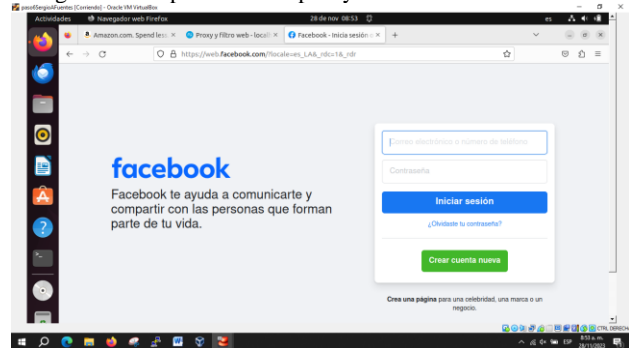 paso6SergioAFuentes [Corriendo] - Oracle VM VirtualBox
Actividades Navegador web Firefox 28 de nov 08:53 es
Amazon.com. Spend less. Proxy y filtro web - locall Facebook - Inicia sesión o
https://web.facebook.com/?locale=es_LA&_rdc=1&_rdr
Correo electrónico o número de teléfono
facebook
Contraseña
Facebook te ayuda a comunicarte y
compartir con las personas que forman
parte de tu vida.
Iniciar sesión
¿Olvidaste tu contraseña?
Crear cuenta nueva
Crea una página para una celebridad, una marca o un
negocio.
CTRL DERECHA
ESP
8:53 a. m.
28/11/2023